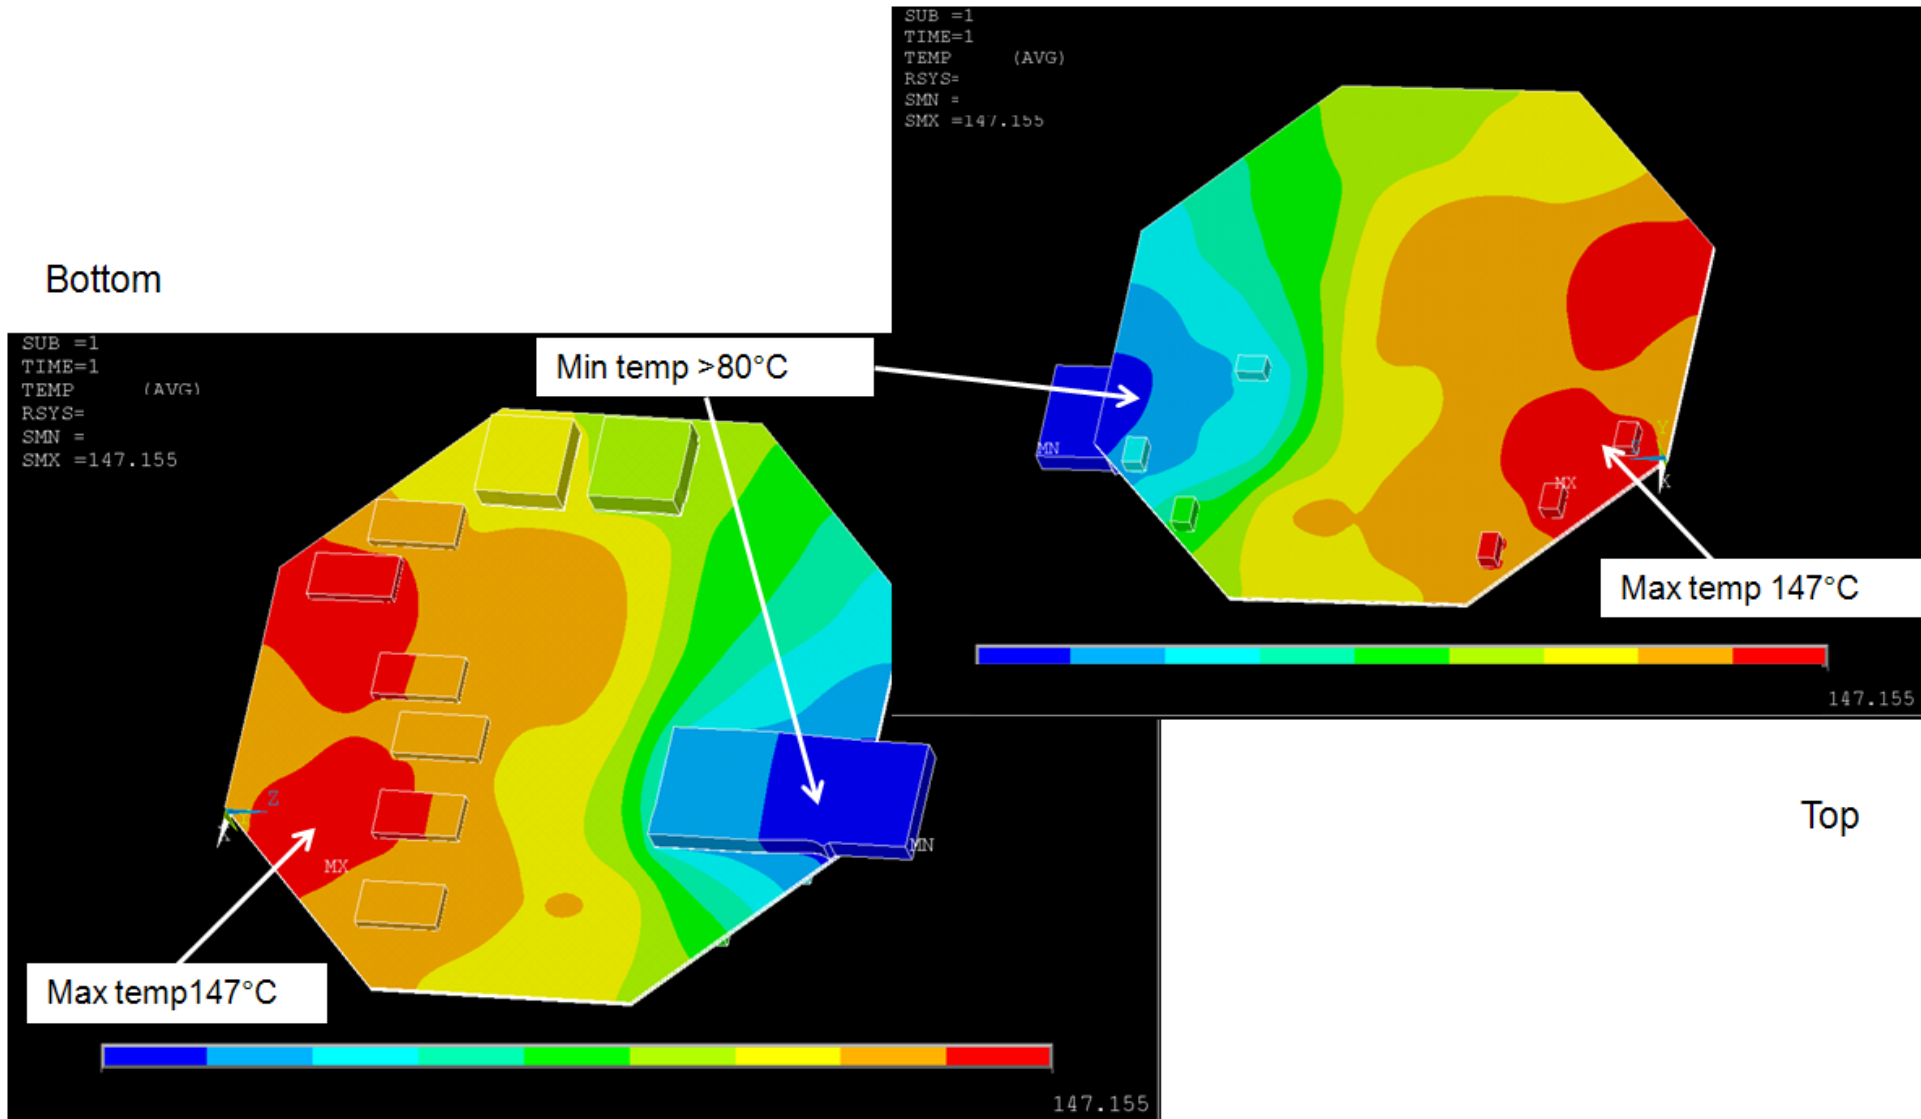 SUB =1
TIME=1
TEMP (AVG)
RSYS=
SMN =
SMX =147.155
MN
MX
Y
X
Max temp 147°C
147.155
Top
Bottom
Min temp >80°C
SUB =1
TIME=1
TEMP (AVG)
RSYS=
SMN =
SMX =147.155
Z
X
MX
MN
Max temp147°C
147.155